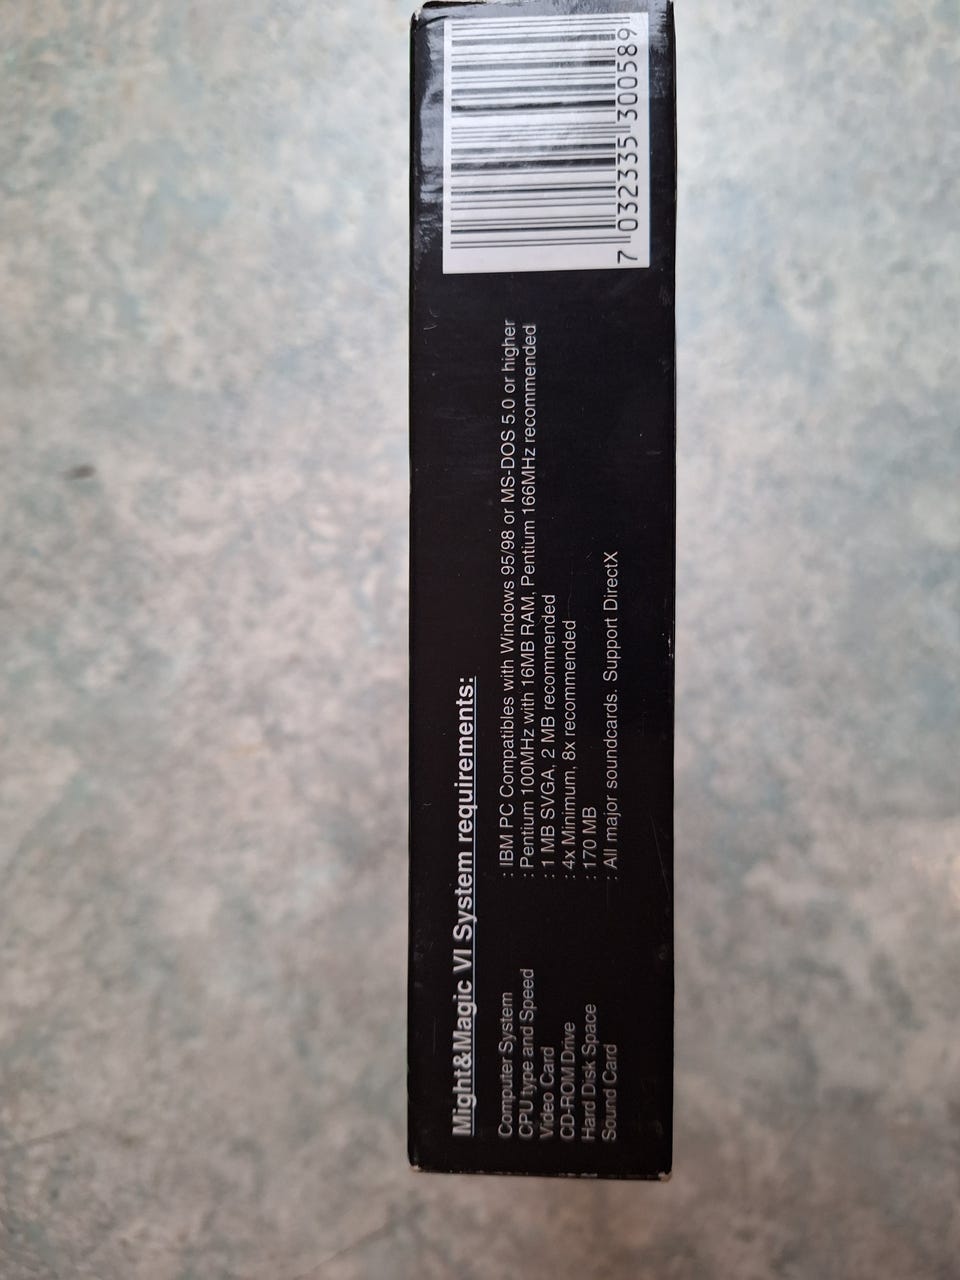 Might&Magic VI System requirements:
Computer System : IBM PC Compatibles with Windows 95/98 or MS-DOS 5.0 or higher
CPU type and Speed : Pentium 100MHz with 16MB RAM, Pentium 166MHz recommended
Video Card : 1 MB SVGA, 2 MB recommended
CD-ROM Drive : 4x Minimum, 8x recommended
Hard Disk Space : 170 MB
Sound Card : All major soundcards. Support DirectX
7 032335 300589